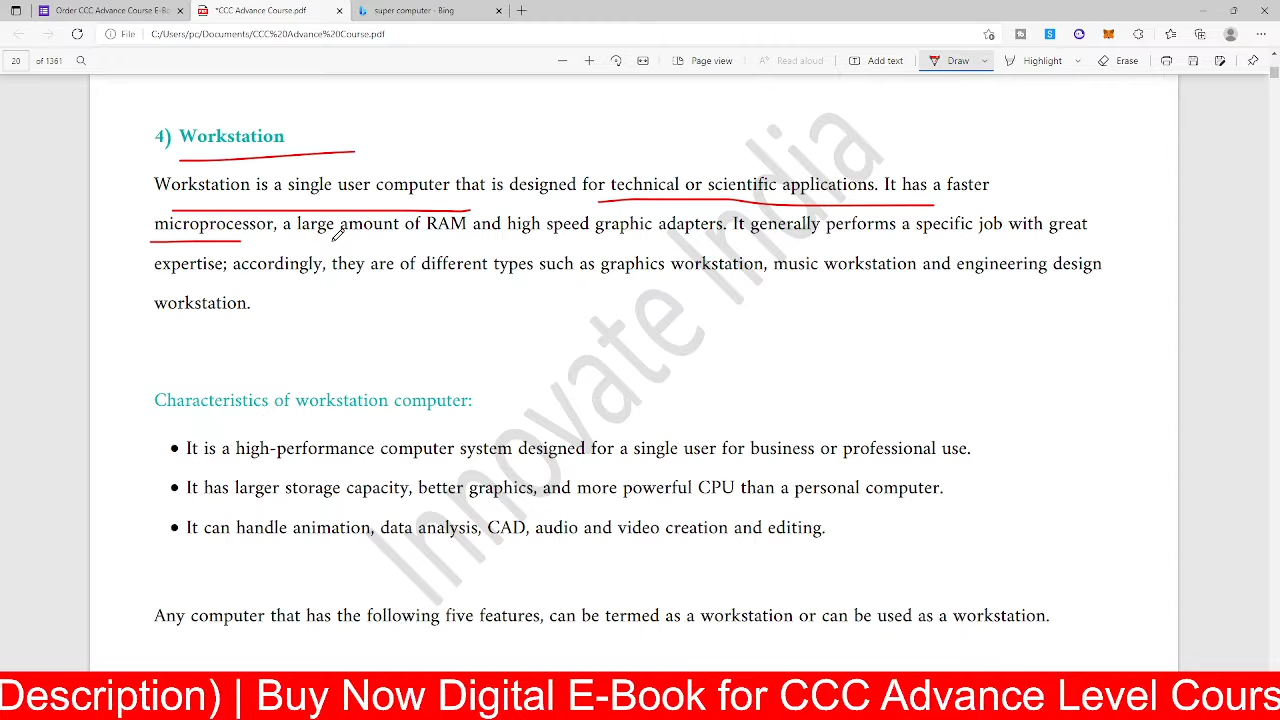 Order CCC Advance Course E-Bo
*CCC Advance Course.pdf
super computer - Bing
File
C:/Users/pc/Documents/CCC%20Advance%20Course.pdf
20 of 1361
Page view
Read aloud
Add text
Draw
Highlight
Erase
4) Workstation
Workstation is a single user computer that is designed for technical or scientific applications. It has a faster
microprocessor, a large amount of RAM and high speed graphic adapters. It generally performs a specific job with great
expertise; accordingly, they are of different types such as graphics workstation, music workstation and engineering design
workstation.
Innovate India
Characteristics of workstation computer:
• It is a high-performance computer system designed for a single user for business or professional use.
• It has larger storage capacity, better graphics, and more powerful CPU than a personal computer.
• It can handle animation, data analysis, CAD, audio and video creation and editing.
Any computer that has the following five features, can be termed as a workstation or can be used as a workstation.
Description) | Buy Now Digital E-Book for CCC Advance Level Cours